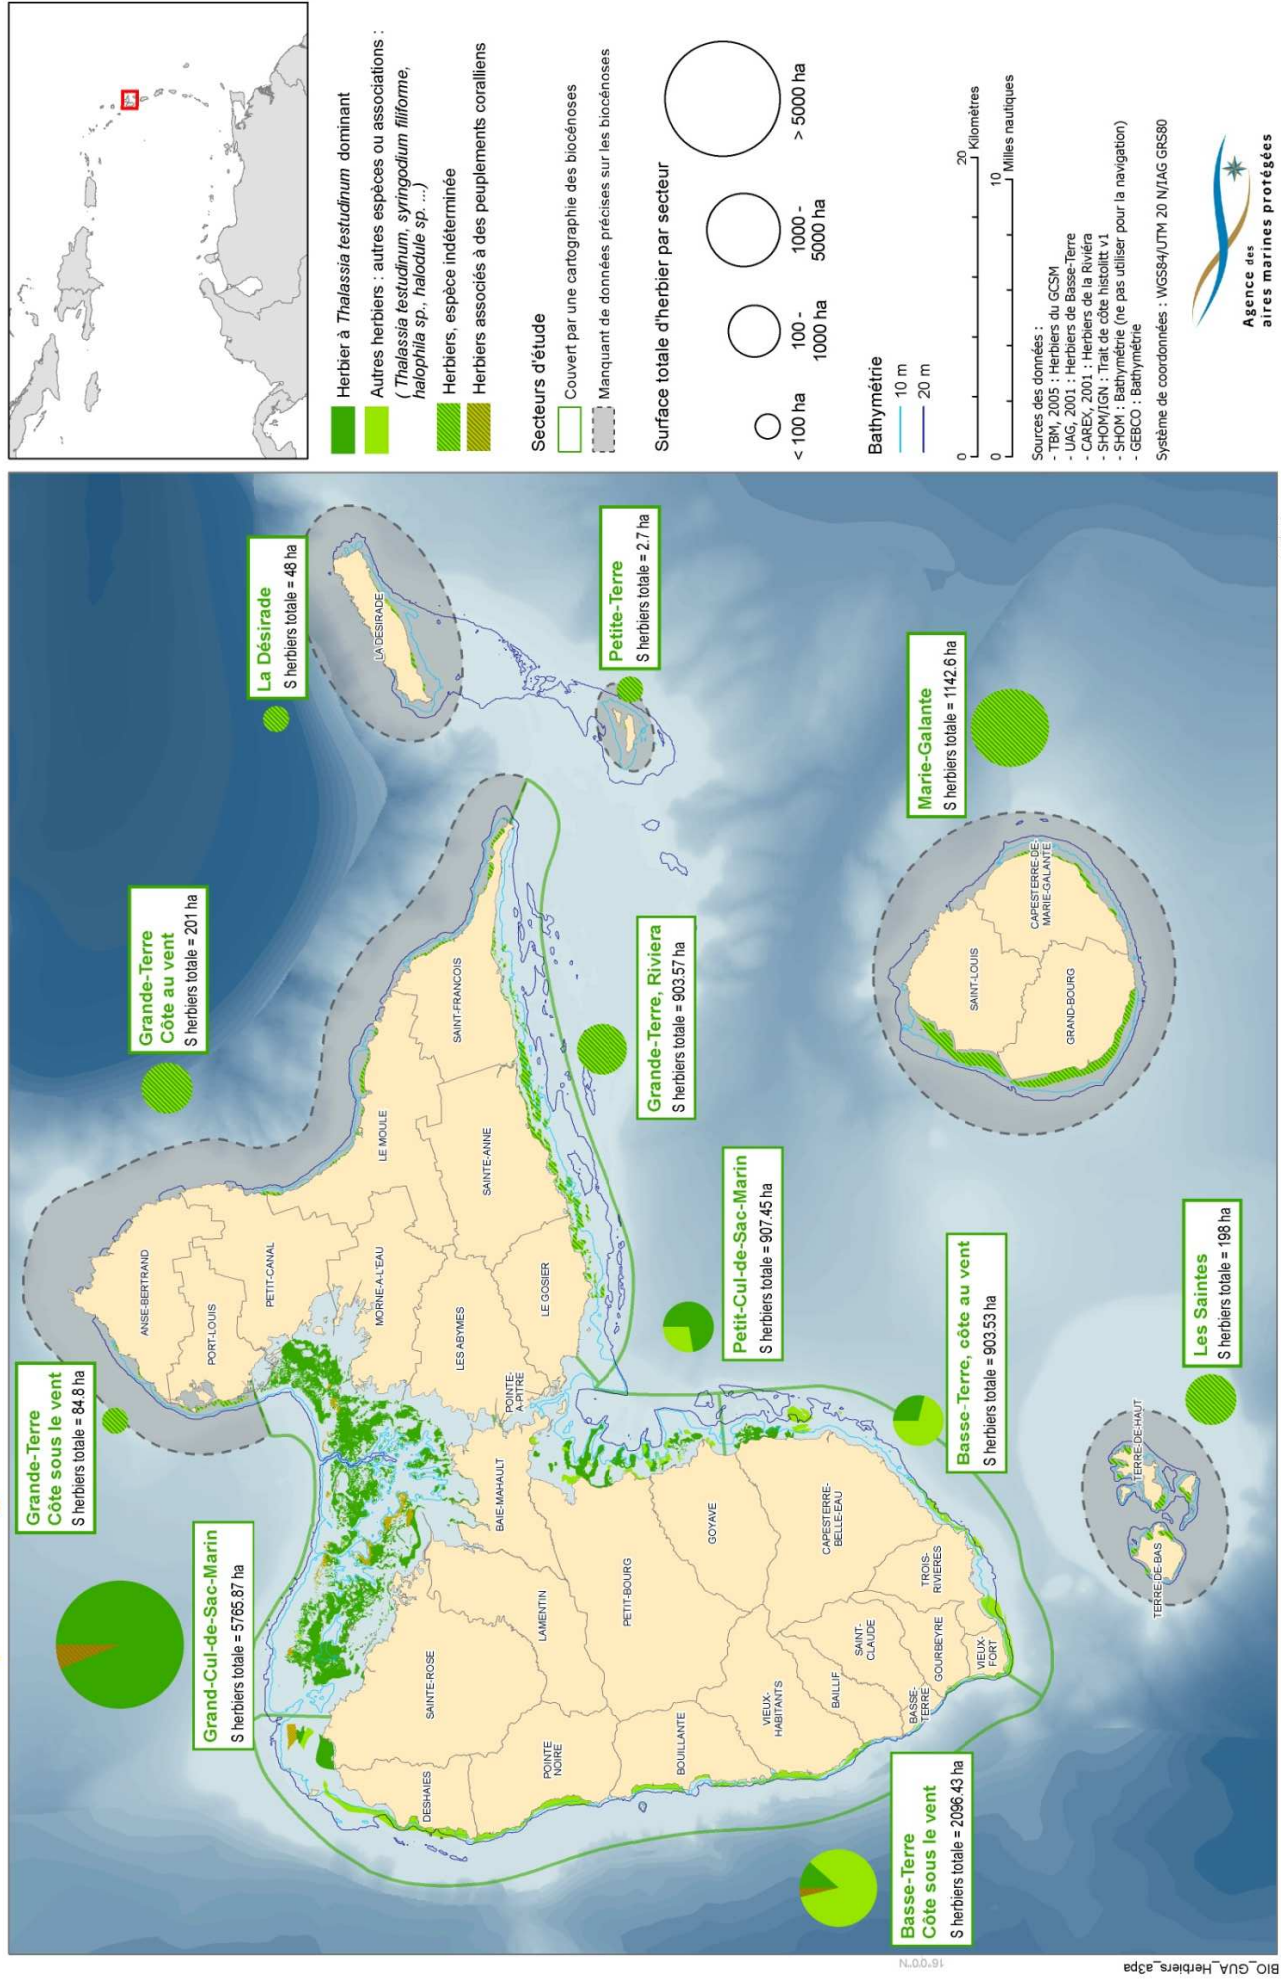 Grande-Terre
Côte sous le vent
S herbiers totale = 84.8 ha
Grande-Terre
Côte au vent
S herbiers totale = 201 ha
La Désirade
S herbiers totale = 48 ha
Grand-Cul-de-Sac-Marin
S herbiers totale = 5765.87 ha
Petite-Terre
S herbiers totale = 2.7 ha
Grande-Terre, Riviera
S herbiers totale = 903.57 ha
Petit-Cul-de-Sac-Marin
S herbiers totale = 907.45 ha
Marie-Galante
S herbiers totale = 1142.6 ha
Basse-Terre, côte au vent
S herbiers totale = 903.53 ha
Basse-Terre
Côte sous le vent
S herbiers totale = 2096.43 ha
Les Saintes
S herbiers totale = 198 ha
ANSE-BERTRAND
PORT-LOUIS
PETIT-CANAL
LE MOULE
MORNE-A-L'EAU
SAINT-FRANCOIS
SAINTE-ANNE
LES ABYMES
LE GOSIER
POINTE-
A-PITRE
BAIE-MAHAULT
LA DESIRADE
SAINTE-ROSE
LAMENTIN
DESHAIES
POINTE
NOIRE
PETIT-BOURG
GOYAVE
BOUILLANTE
VIEUX-
HABITANTS
CAPESTERRE-
BELLE-EAU
SAINT-
CLAUDE
BAILLIF
TROIS-
RIVIERES
GOURBEYRE
BASSE-
TERRE
VIEUX-
FORT
SAINT-LOUIS
CAPESTERRE-DE-
MARIE-GALANTE
GRAND-BOURG
TERRE-DE-HAUT
TERRE-DE-BAS
16°0'0"N
BIO_GUA_Herbiers_a3pa
Herbier à Thalassia testudinum dominant
Autres herbiers : autres espèces ou associations :
( Thalassia testudinum, syringodium filiforme,
halophila sp., halodule sp. ...)
Herbiers, espèce indéterminée
Herbiers associés à des peuplements coralliens
Secteurs d'étude
Couvert par une cartographie des biocénoses
Manquant de données précises sur les biocénoses
Surface totale d'herbier par secteur
< 100 ha
100 -
1000 ha
1000 -
5000 ha
> 5000 ha
Bathymétrie
10 m
20 m
0
20
Kilomètres
0
10
Milles nautiques
Sources des données :
- TBM, 2005 : Herbiers du GCSM
- UAG, 2001 : Herbiers de Basse-Terre
- CAREX, 2001 : Herbiers de la Riviéra
- SHOM/IGN : Trait de côte histolitt v1
- SHOM : Bathymétrie (ne pas utiliser pour la navigation)
- GEBCO : Bathymétrie
Système de coordonnées : WGS84/UTM 20 N/IAG GRS80
Agence des
aires marines protégées